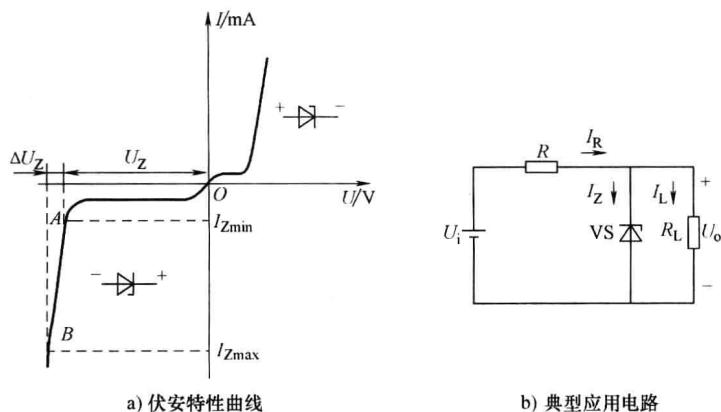 I/mA
+ −
ΔU_Z
U_Z
O
U/V
A
I_Zmin
− +
B
I_Zmax
a) 伏安特性曲线
R
I_R
I_Z
I_L
+
U_i
VS
R_L
U_o
−
b) 典型应用电路